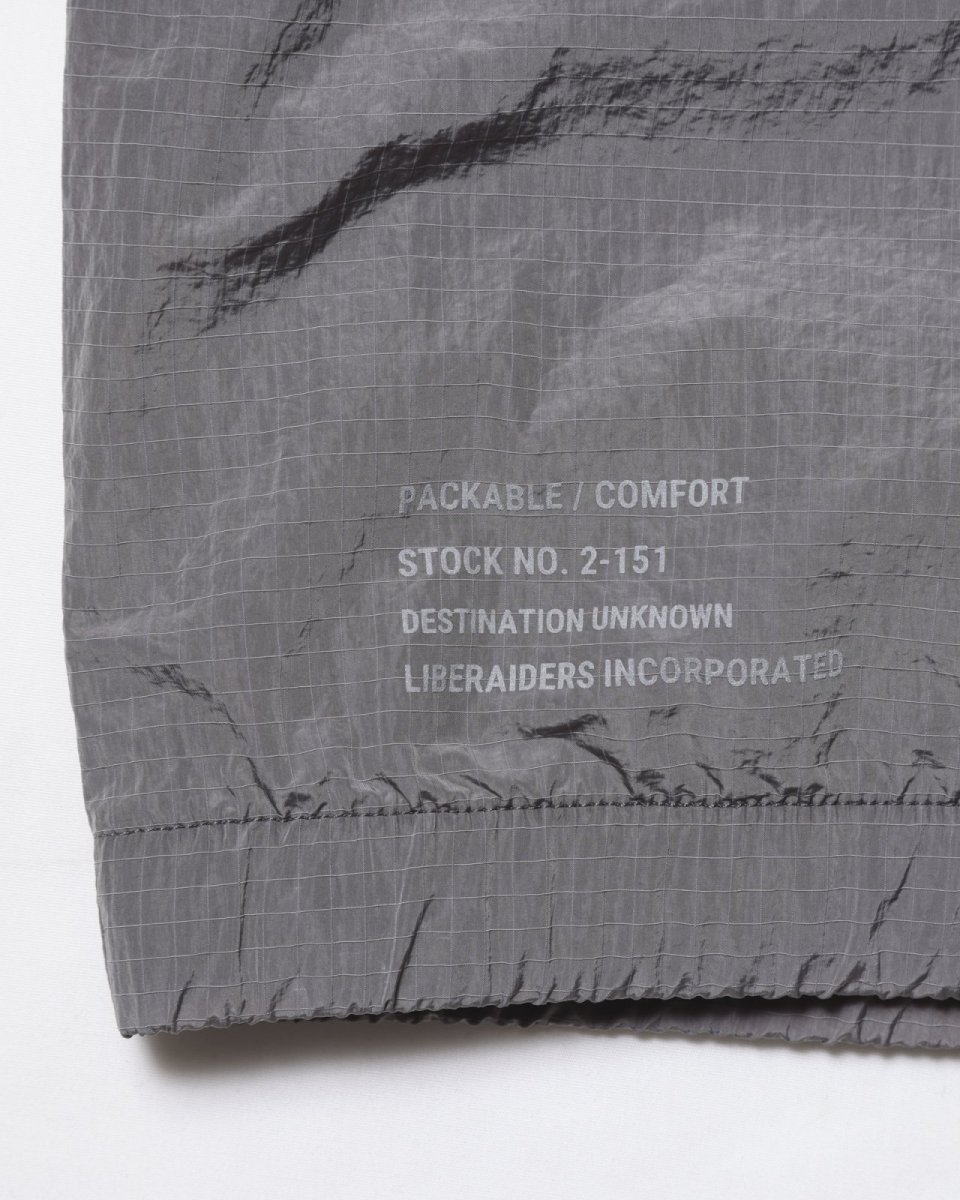 PACKABLE / COMFORT
STOCK NO. 2-151
DESTINATION UNKNOWN
LIBERAIDERS INCORPORATED